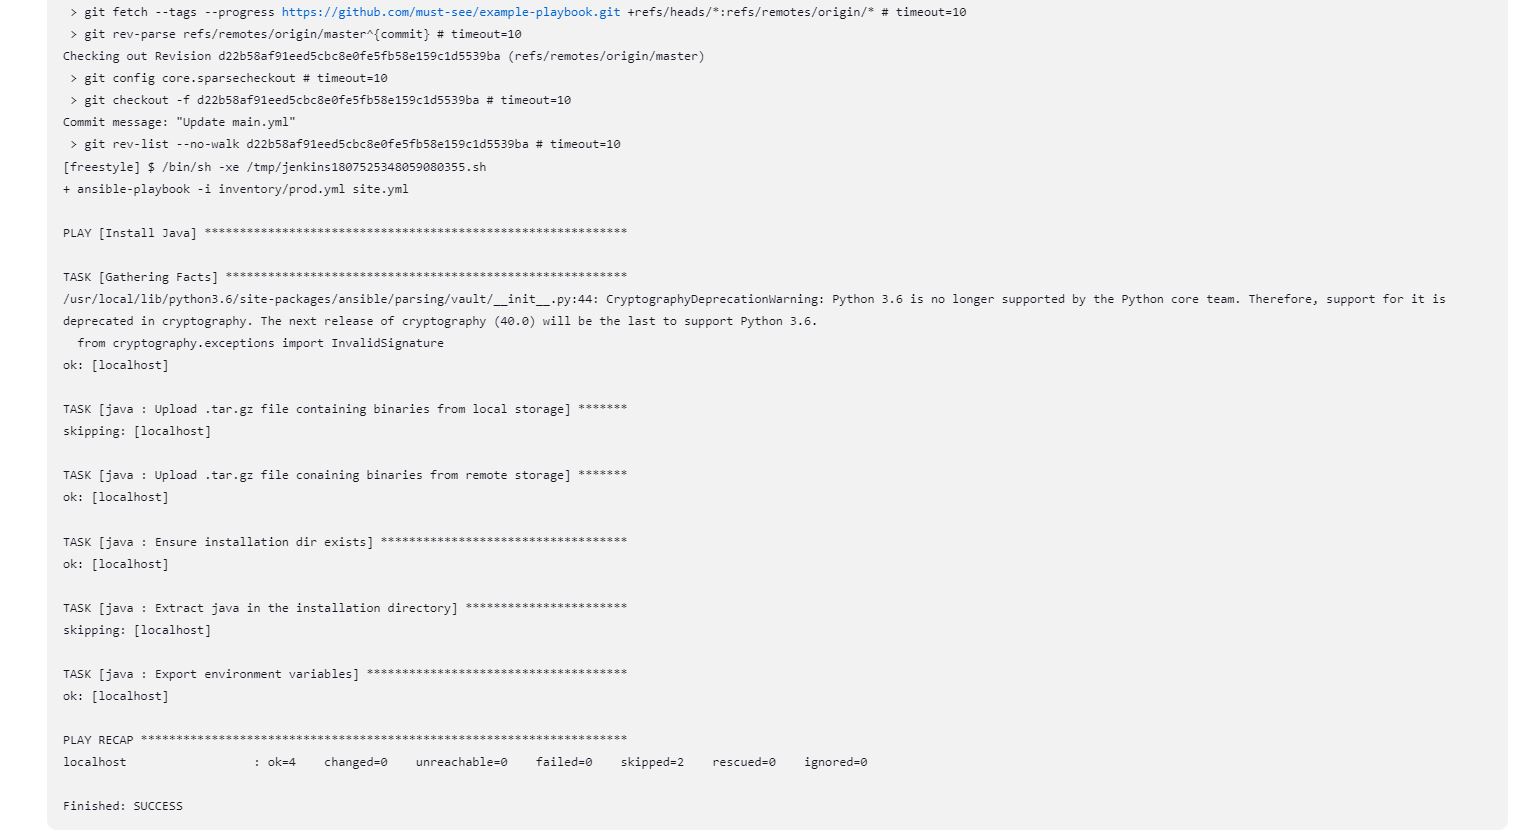 > git fetch --tags --progress https://github.com/must-see/example-playbook.git +refs/heads/*:refs/remotes/origin/* # timeout=10
> git rev-parse refs/remotes/origin/master^{commit} # timeout=10
Checking out Revision d22b58af91eed5cbc8e0fe5fb58e159c1d5539ba (refs/remotes/origin/master)
> git config core.sparsecheckout # timeout=10
> git checkout -f d22b58af91eed5cbc8e0fe5fb58e159c1d5539ba # timeout=10
Commit message: "Update main.yml"
> git rev-list --no-walk d22b58af91eed5cbc8e0fe5fb58e159c1d5539ba # timeout=10
[freestyle] $ /bin/sh -xe /tmp/jenkins1807525348059080355.sh
+ ansible-playbook -i inventory/prod.yml site.yml
PLAY [Install Java] ************************************************************
TASK [Gathering Facts] *********************************************************
/usr/local/lib/python3.6/site-packages/ansible/parsing/vault/__init__.py:44: CryptographyDeprecationWarning: Python 3.6 is no longer supported by the Python core team. Therefore, support for it is
deprecated in cryptography. The next release of cryptography (40.0) will be the last to support Python 3.6.
from cryptography.exceptions import InvalidSignature
ok: [localhost]
TASK [java : Upload .tar.gz file containing binaries from local storage] *******
skipping: [localhost]
TASK [java : Upload .tar.gz file conaining binaries from remote storage] *******
ok: [localhost]
TASK [java : Ensure installation dir exists] ***********************************
ok: [localhost]
TASK [java : Extract java in the installation directory] ***********************
skipping: [localhost]
TASK [java : Export environment variables] *************************************
ok: [localhost]
PLAY RECAP *********************************************************************
localhost : ok=4 changed=0 unreachable=0 failed=0 skipped=2 rescued=0 ignored=0
Finished: SUCCESS